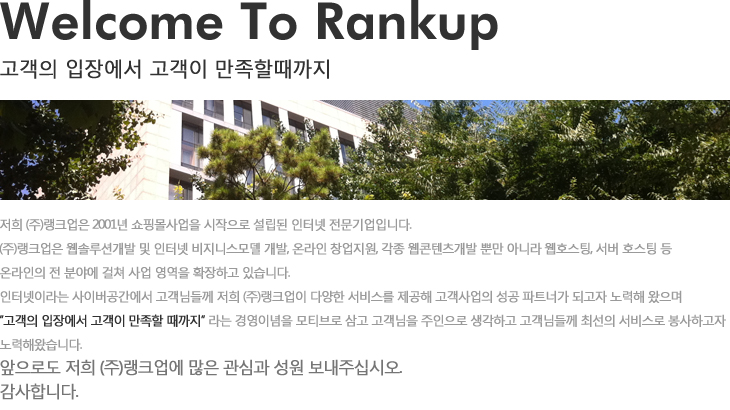 Welcome To Rankup
고객의 입장에서 고객이 만족할때까지
저희 (주)랭크업은 2001년 쇼핑몰사업을 시작으로 설립된 인터넷 전문기업입니다.
(주)랭크업은 웹솔루션개발 및 인터넷 비지니스모델 개발, 온라인 창업지원, 각종 웹콘텐츠개발 뿐만 아니라 웹호스팅, 서버 호스팅 등
온라인의 전 분야에 걸쳐 사업 영역을 확장하고 있습니다.
인터넷이라는 사이버공간에서 고객님들께 저희 (주)랭크업이 다양한 서비스를 제공해 고객사업의 성공 파트너가 되고자 노력해 왔으며
“고객의 입장에서 고객이 만족할 때까지” 라는 경영이념을 모티브로 삼고 고객님을 주인으로 생각하고 고객님들께 최선의 서비스로 봉사하고자
노력해왔습니다.
앞으로도 저희 (주)랭크업에 많은 관심과 성원 보내주십시오.
감사합니다.